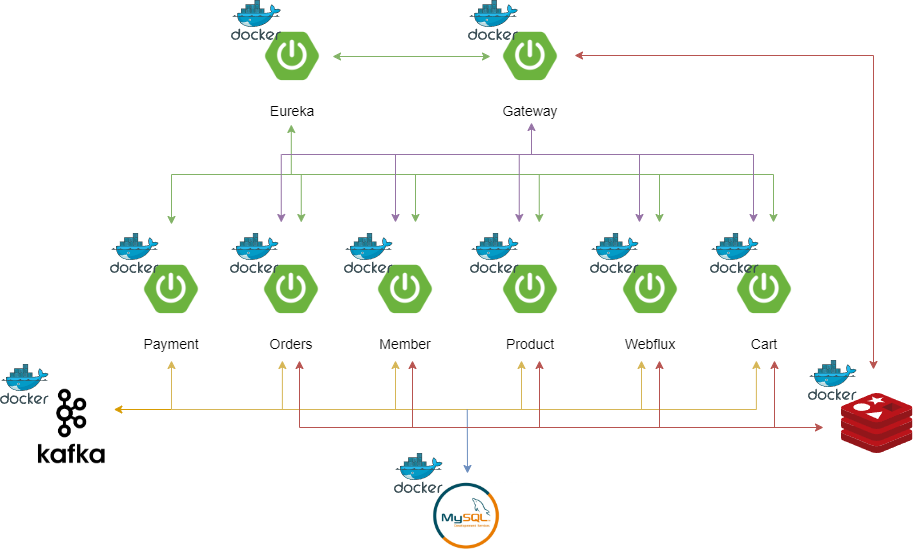 docker
docker
Eureka
Gateway
docker
docker
docker
docker
docker
docker
Payment
Orders
Member
Product
Webflux
Cart
docker
docker
kafka
docker
MySQL